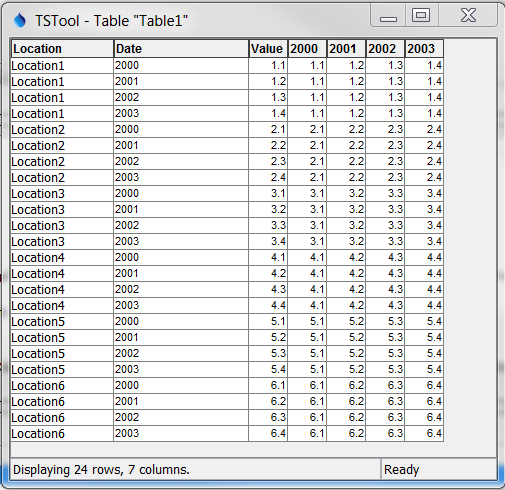 TSTool - Table "Table1"
Location Date Value 2000 2001 2002 2003
Location1 2000 1.1 1.1 1.2 1.3 1.4
Location1 2001 1.2 1.1 1.2 1.3 1.4
Location1 2002 1.3 1.1 1.2 1.3 1.4
Location1 2003 1.4 1.1 1.2 1.3 1.4
Location2 2000 2.1 2.1 2.2 2.3 2.4
Location2 2001 2.2 2.1 2.2 2.3 2.4
Location2 2002 2.3 2.1 2.2 2.3 2.4
Location2 2003 2.4 2.1 2.2 2.3 2.4
Location3 2000 3.1 3.1 3.2 3.3 3.4
Location3 2001 3.2 3.1 3.2 3.3 3.4
Location3 2002 3.3 3.1 3.2 3.3 3.4
Location3 2003 3.4 3.1 3.2 3.3 3.4
Location4 2000 4.1 4.1 4.2 4.3 4.4
Location4 2001 4.2 4.1 4.2 4.3 4.4
Location4 2002 4.3 4.1 4.2 4.3 4.4
Location4 2003 4.4 4.1 4.2 4.3 4.4
Location5 2000 5.1 5.1 5.2 5.3 5.4
Location5 2001 5.2 5.1 5.2 5.3 5.4
Location5 2002 5.3 5.1 5.2 5.3 5.4
Location5 2003 5.4 5.1 5.2 5.3 5.4
Location6 2000 6.1 6.1 6.2 6.3 6.4
Location6 2001 6.2 6.1 6.2 6.3 6.4
Location6 2002 6.3 6.1 6.2 6.3 6.4
Location6 2003 6.4 6.1 6.2 6.3 6.4
Displaying 24 rows, 7 columns. Ready